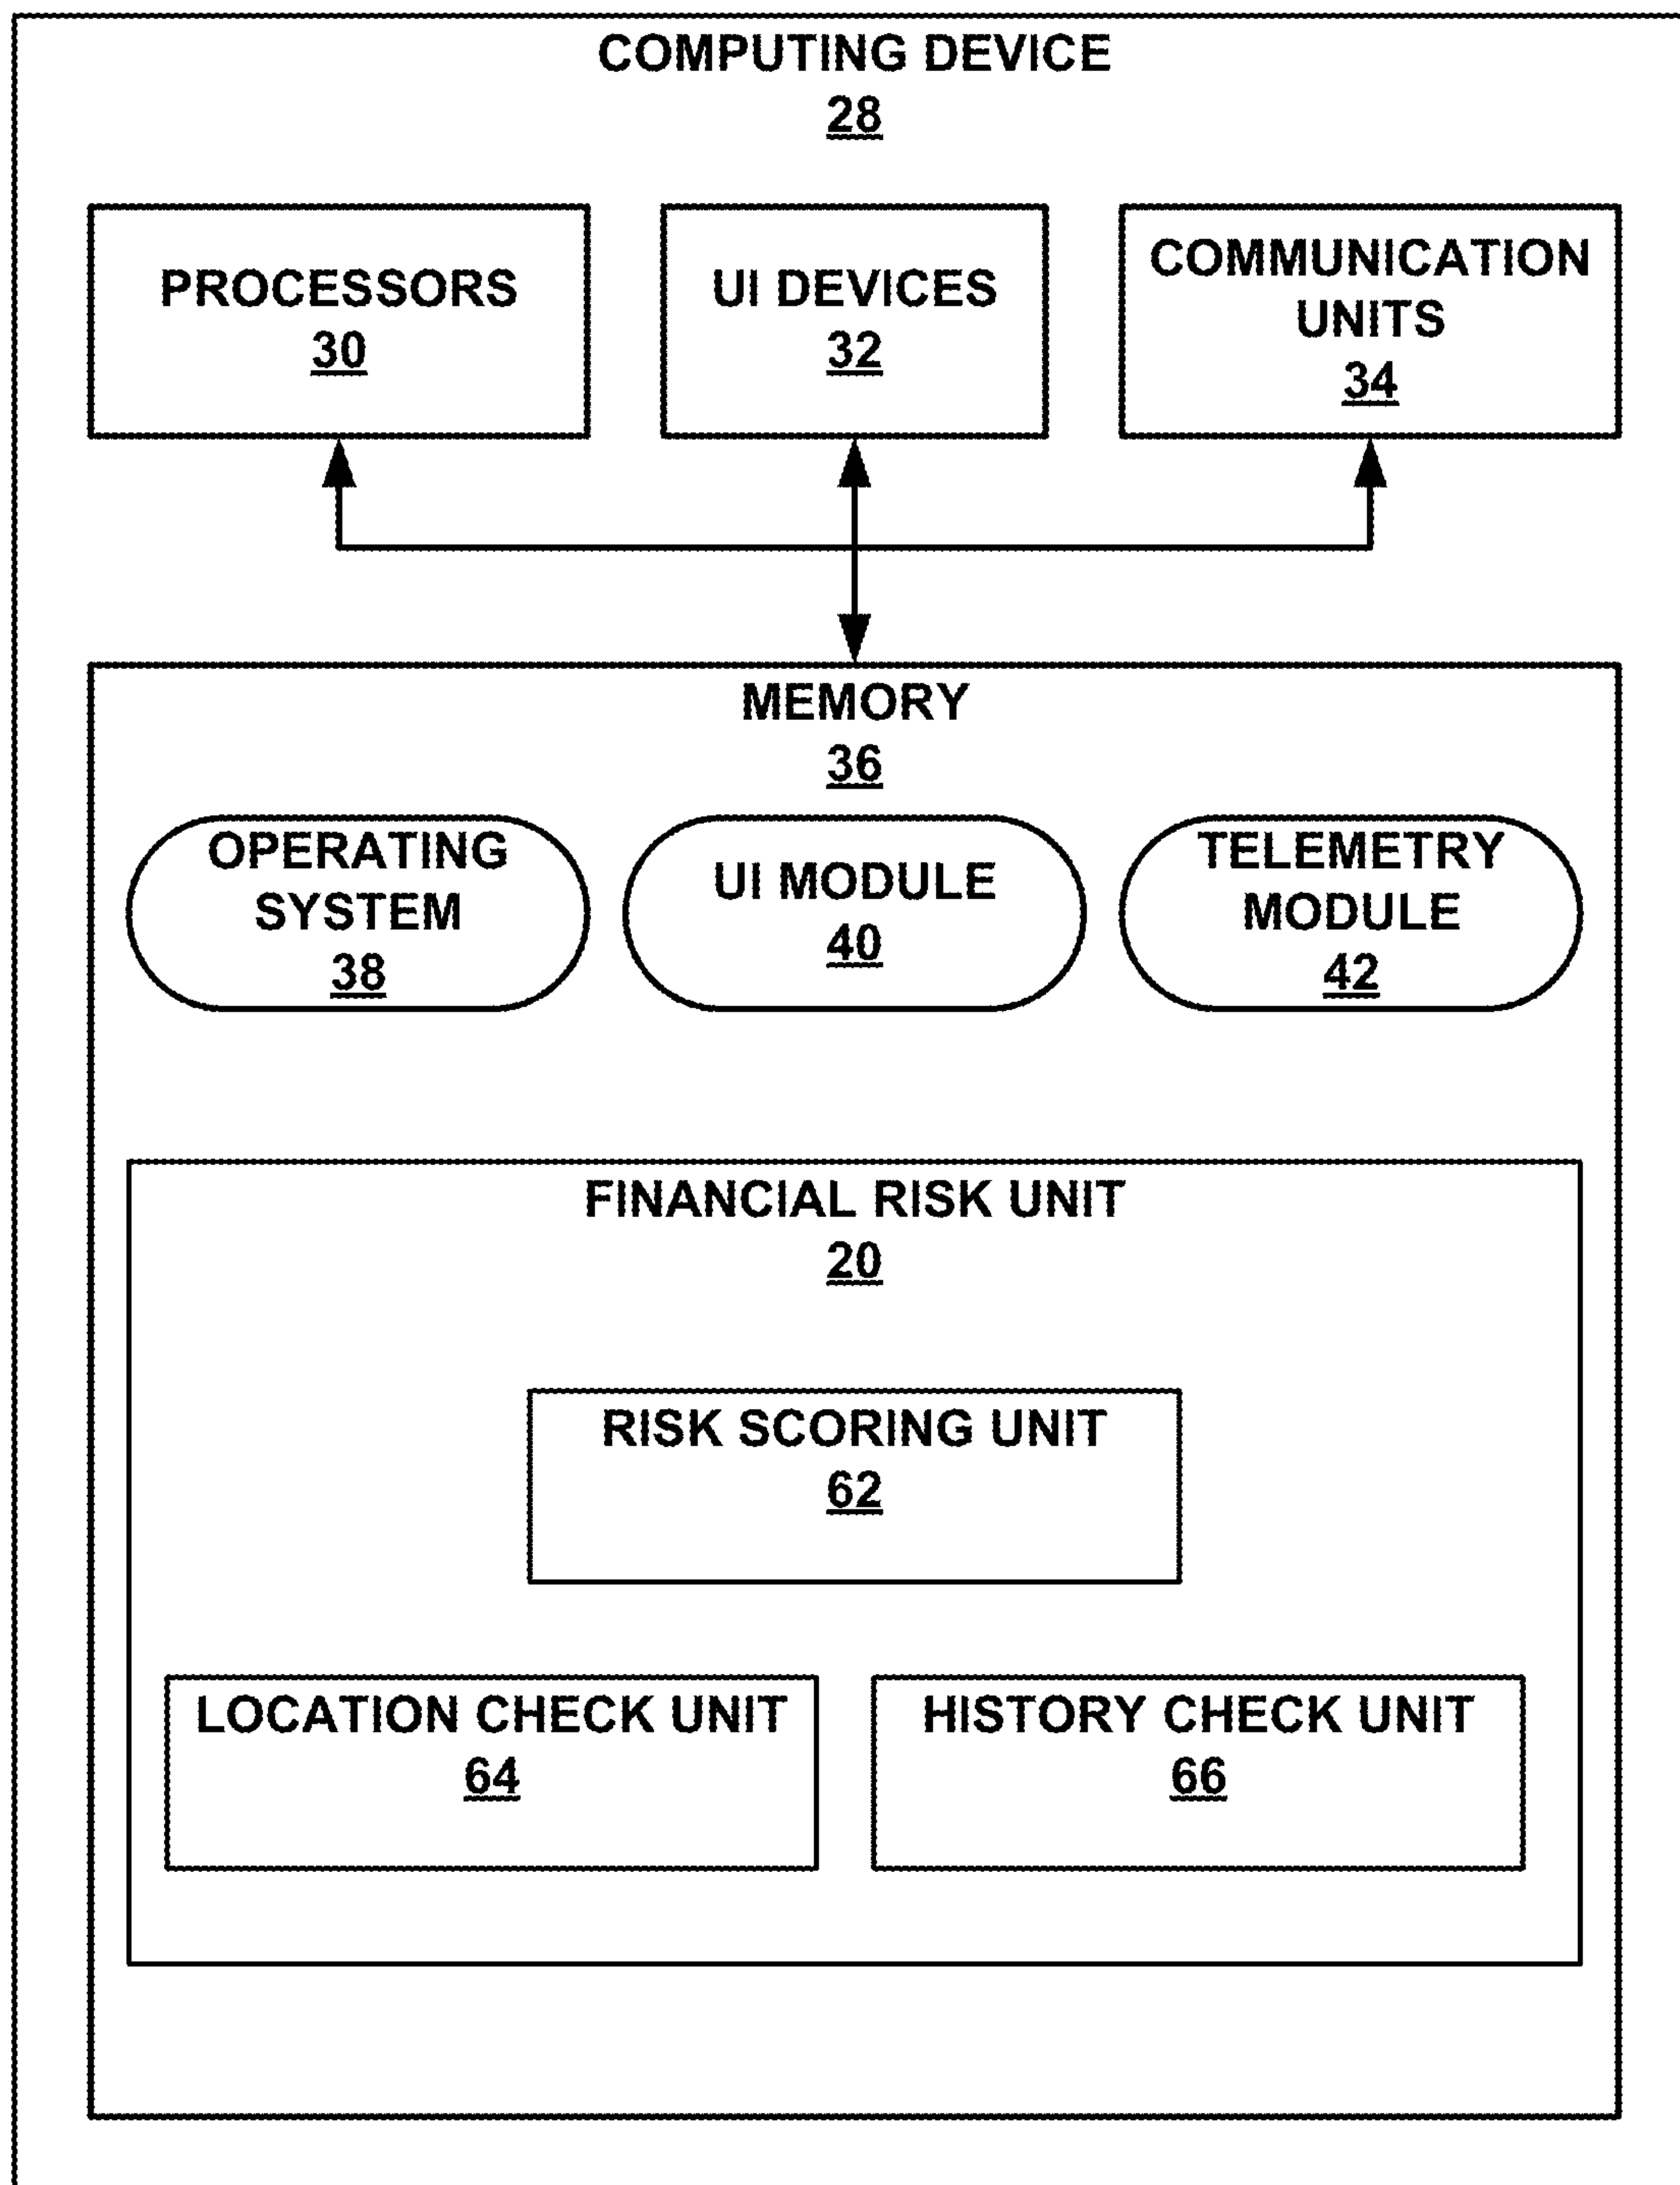 COMPUTING DEVICE
28
PROCESSORS
30
UI DEVICES
32
COMMUNICATION
UNITS
34
MEMORY
36
OPERATING
SYSTEM
38
UI MODULE
40
TELEMETRY
MODULE
42
FINANCIAL RISK UNIT
20
RISK SCORING UNIT
62
LOCATION CHECK UNIT
64
HISTORY CHECK UNIT
66